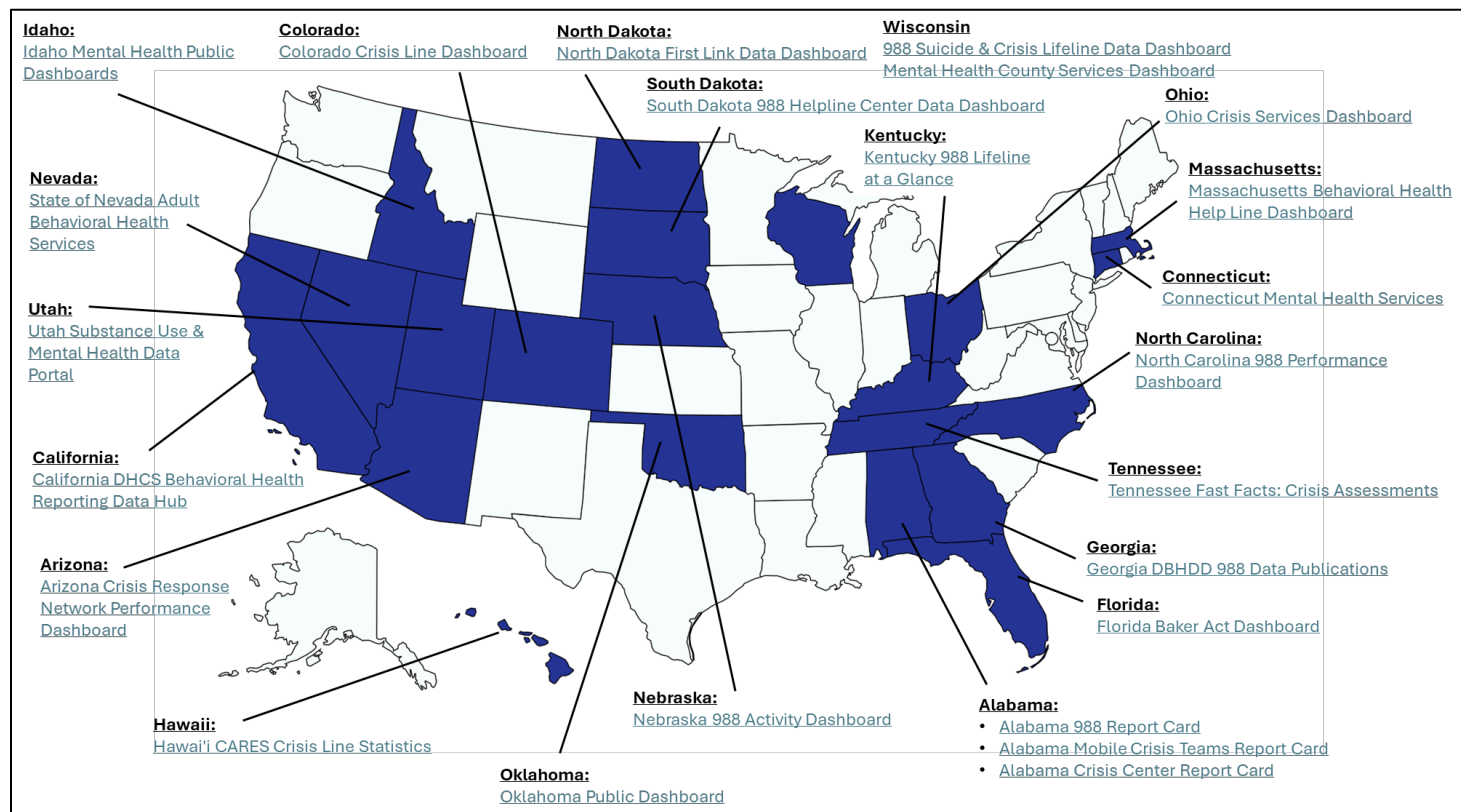 Idaho:
Idaho Mental Health Public
Dashboards
Colorado:
Colorado Crisis Line Dashboard
North Dakota:
North Dakota First Link Data Dashboard
Wisconsin
988 Suicide & Crisis Lifeline Data Dashboard
Mental Health County Services Dashboard
South Dakota:
South Dakota 988 Helpline Center Data Dashboard
Ohio:
Ohio Crisis Services Dashboard
Kentucky:
Kentucky 988 Lifeline
at a Glance
Massachusetts:
Massachusetts Behavioral Health
Help Line Dashboard
Nevada:
State of Nevada Adult
Behavioral Health
Services
Connecticut:
Connecticut Mental Health Services
Utah:
Utah Substance Use &
Mental Health Data
Portal
North Carolina:
North Carolina 988 Performance
Dashboard
California:
California DHCS Behavioral Health
Reporting Data Hub
Tennessee:
Tennessee Fast Facts: Crisis Assessments
Arizona:
Arizona Crisis Response
Network Performance
Dashboard
Georgia:
Georgia DBHDD 988 Data Publications
Florida:
Florida Baker Act Dashboard
Hawaii:
Hawai'i CARES Crisis Line Statistics
Nebraska:
Nebraska 988 Activity Dashboard
Alabama:
• Alabama 988 Report Card
• Alabama Mobile Crisis Teams Report Card
• Alabama Crisis Center Report Card
Oklahoma:
Oklahoma Public Dashboard